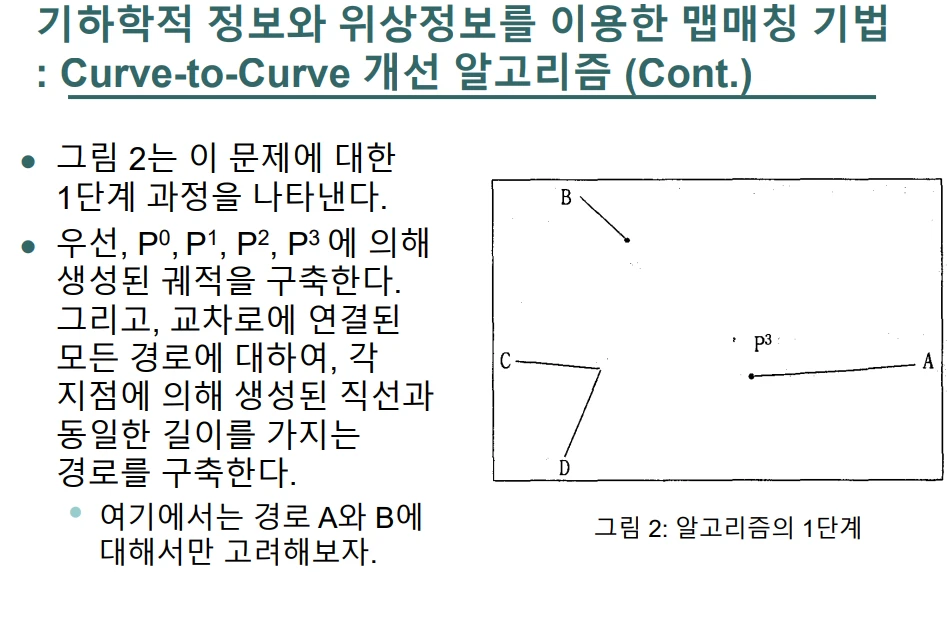 기하학적 정보와 위상정보를 이용한 맵매칭 기법
: Curve-to-Curve 개선 알고리즘 (Cont.)
그림 2는 이 문제에 대한
1단계 과정을 나타낸다.
우선, P⁰, P¹, P², P³ 에 의해
생성된 궤적을 구축한다.
그리고, 교차로에 연결된
모든 경로에 대하여, 각
지점에 의해 생성된 직선과
동일한 길이를 가지는
경로를 구축한다.
여기에서는 경로 A와 B에
대해서만 고려해보자.
B
P³
C
A
D
그림 2: 알고리즘의 1단계